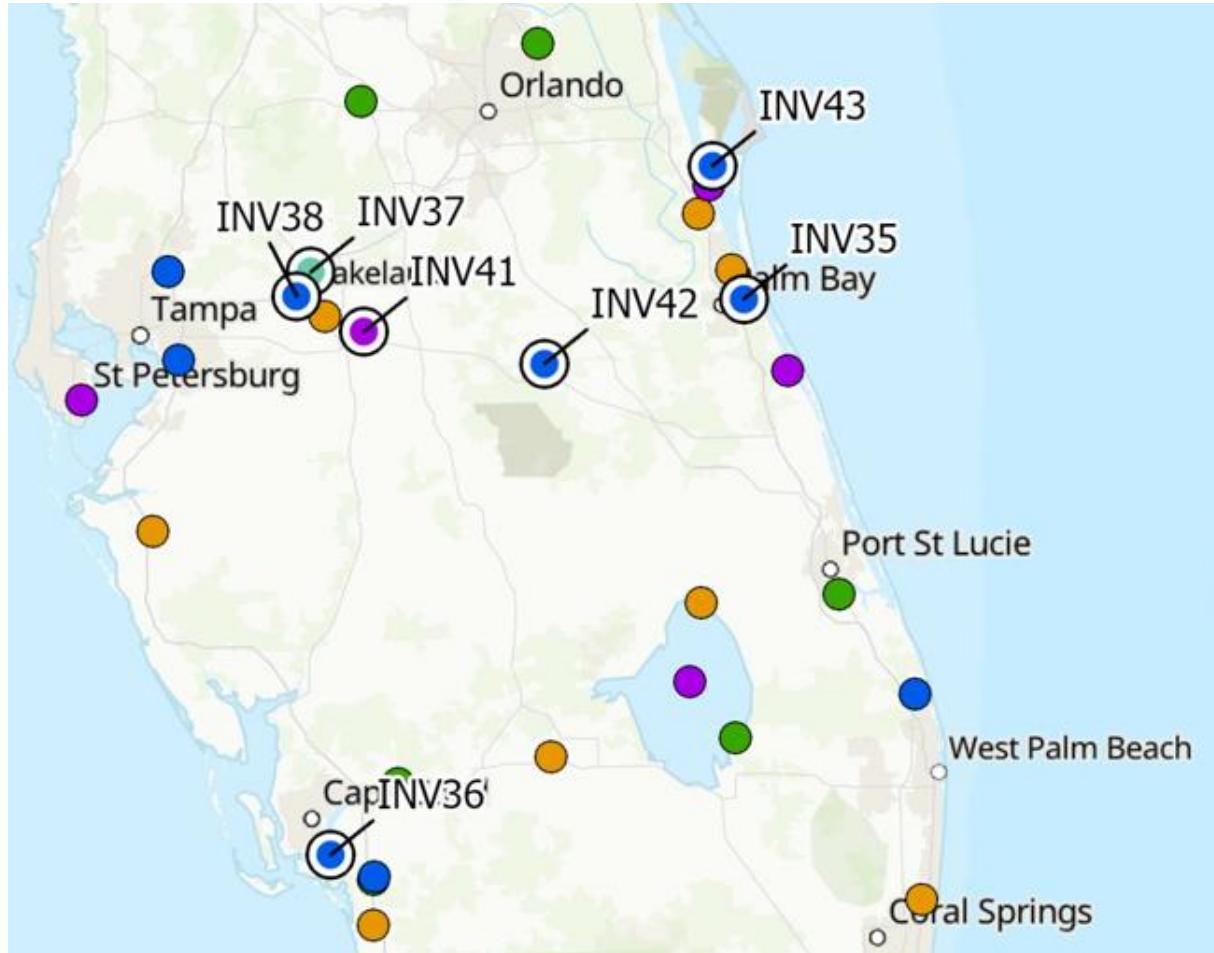 Orlando
INV43
INV38
INV37
INV35
INV41
INV42
Tampa
St Petersburg
Port St Lucie
West Palm Beach
INV36
Coral Springs